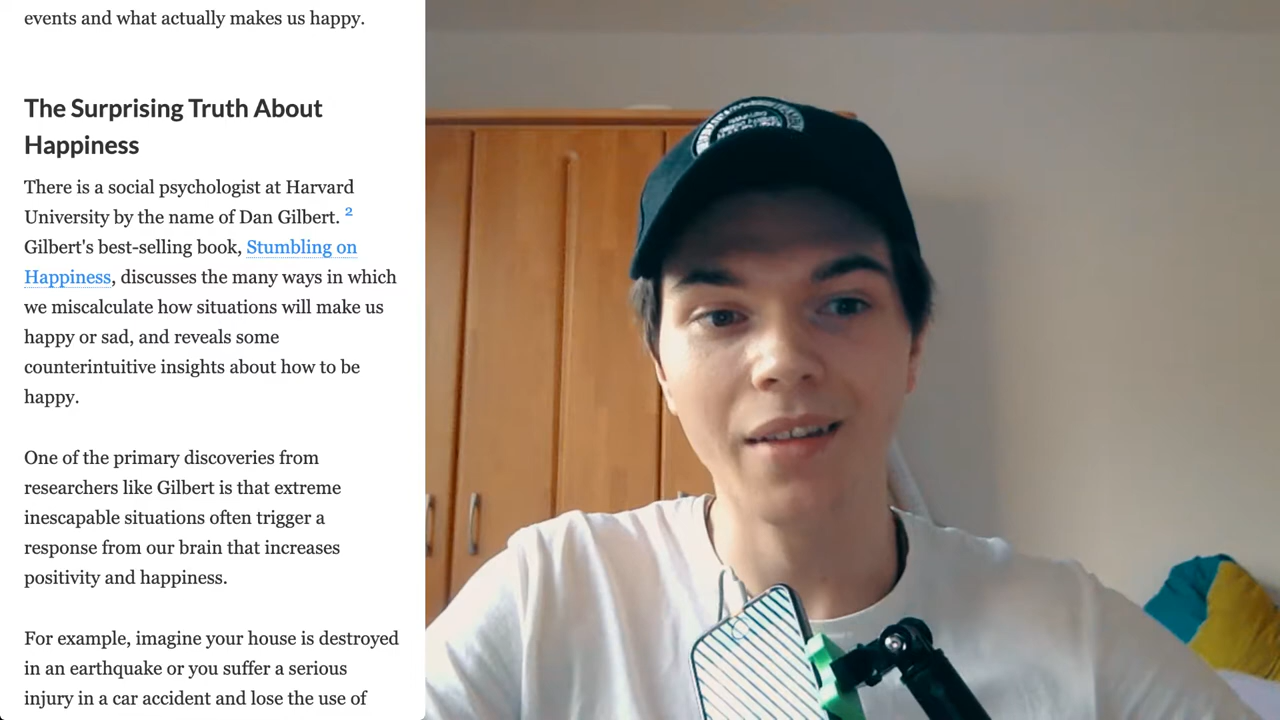 events and what actually makes us happy.
The Surprising Truth About
Happiness
There is a social psychologist at Harvard
University by the name of Dan Gilbert. 2
Gilbert's best-selling book, Stumbling on
Happiness, discusses the many ways in which
we miscalculate how situations will make us
happy or sad, and reveals some
counterintuitive insights about how to be
happy.
One of the primary discoveries from
researchers like Gilbert is that extreme
inescapable situations often trigger a
response from our brain that increases
positivity and happiness.
For example, imagine your house is destroyed
in an earthquake or you suffer a serious
injury in a car accident and lose the use of